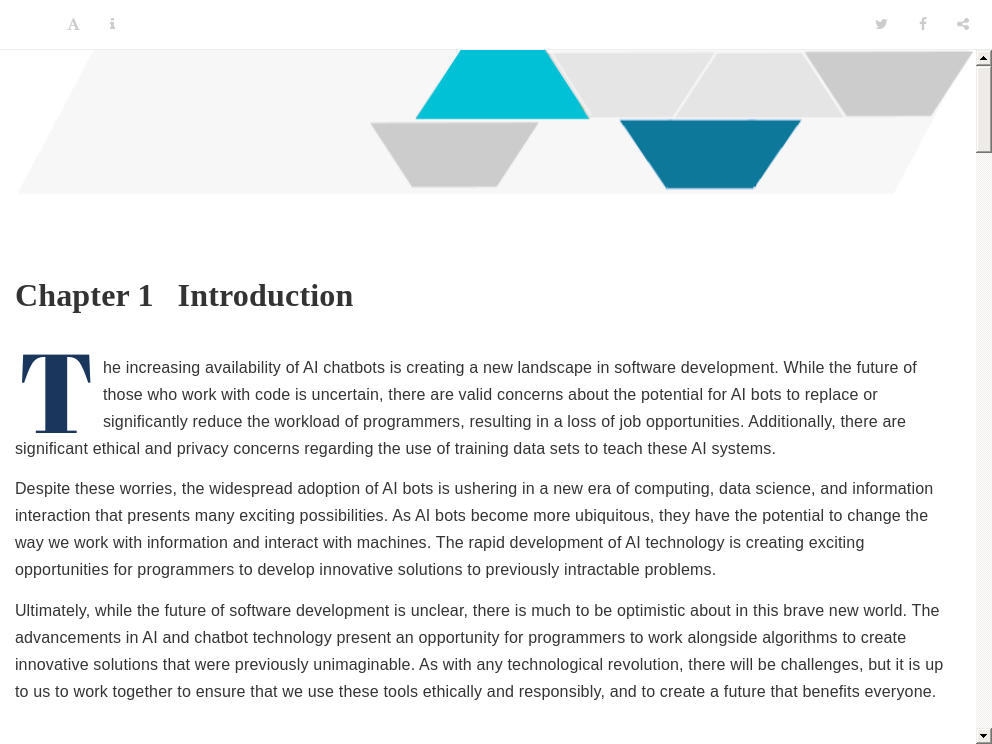 Chapter 1 Introduction
The increasing availability of AI chatbots is creating a new landscape in software development. While the future of
those who work with code is uncertain, there are valid concerns about the potential for AI bots to replace or
significantly reduce the workload of programmers, resulting in a loss of job opportunities. Additionally, there are
significant ethical and privacy concerns regarding the use of training data sets to teach these AI systems.
Despite these worries, the widespread adoption of AI bots is ushering in a new era of computing, data science, and information
interaction that presents many exciting possibilities. As AI bots become more ubiquitous, they have the potential to change the
way we work with information and interact with machines. The rapid development of AI technology is creating exciting
opportunities for programmers to develop innovative solutions to previously intractable problems.
Ultimately, while the future of software development is unclear, there is much to be optimistic about in this brave new world. The
advancements in AI and chatbot technology present an opportunity for programmers to work alongside algorithms to create
innovative solutions that were previously unimaginable. As with any technological revolution, there will be challenges, but it is up
to us to work together to ensure that we use these tools ethically and responsibly, and to create a future that benefits everyone.